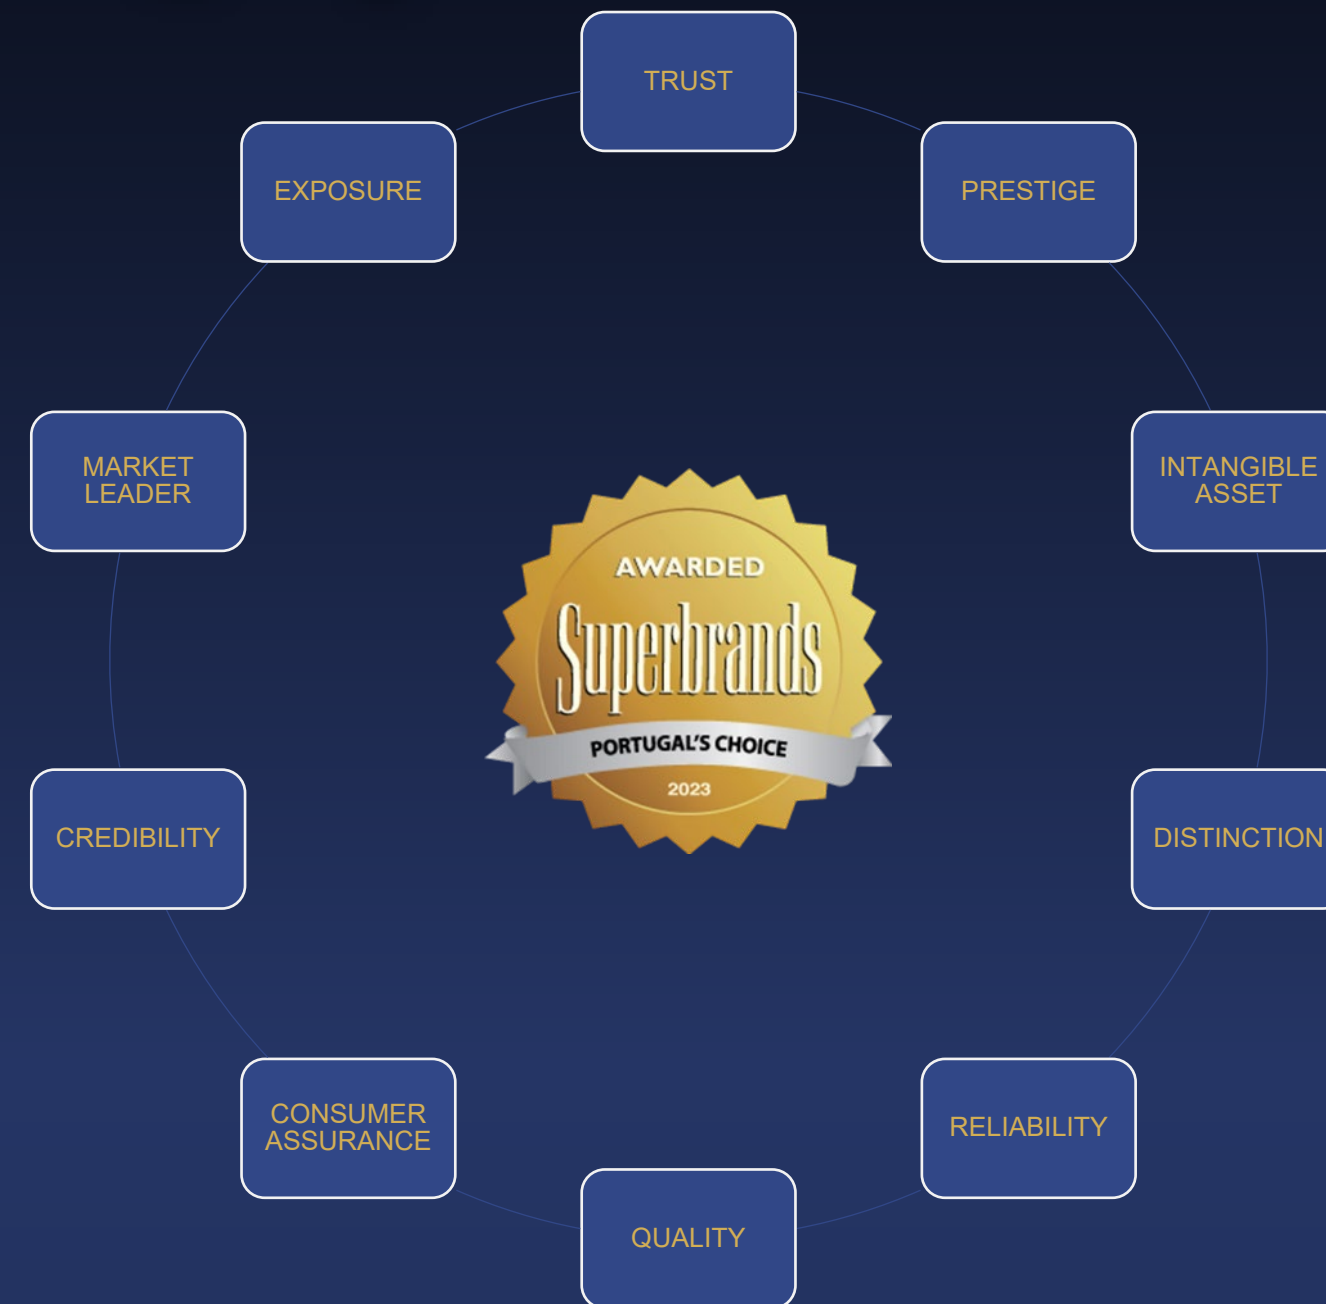 TRUST
EXPOSURE
PRESTIGE
MARKET
LEADER
INTANGIBLE
ASSET
AWARDED
Superbrands
PORTUGAL'S CHOICE
2023
CREDIBILITY
DISTINCTION
CONSUMER
ASSURANCE
RELIABILITY
QUALITY